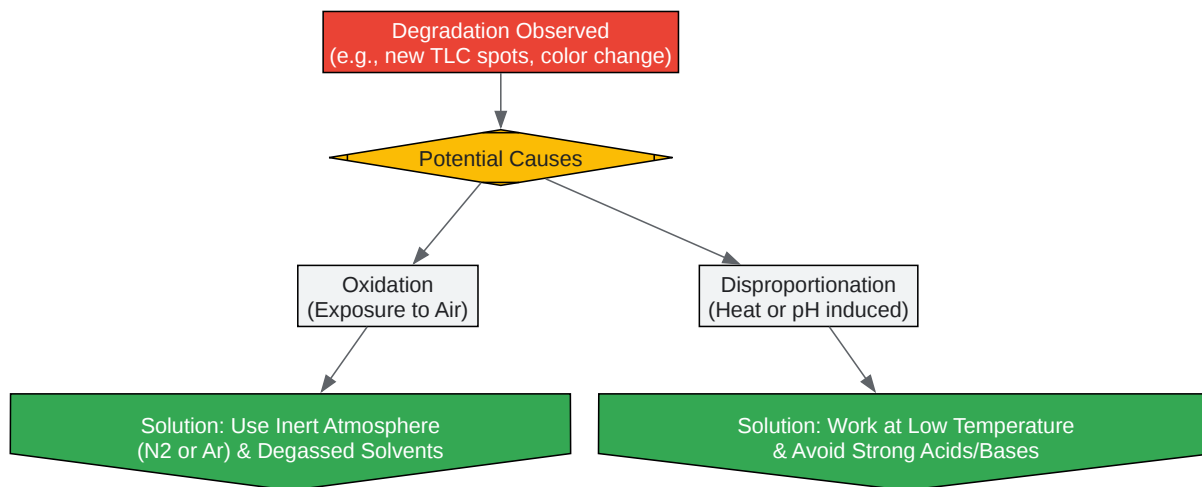 Degradation Observed
(e.g., new TLC spots, color change)
Potential Causes
Oxidation
(Exposure to Air)
Disproportionation
(Heat or pH induced)
Solution: Use Inert Atmosphere
(N2 or Ar) & Degassed Solvents
Solution: Work at Low Temperature
& Avoid Strong Acids/Bases